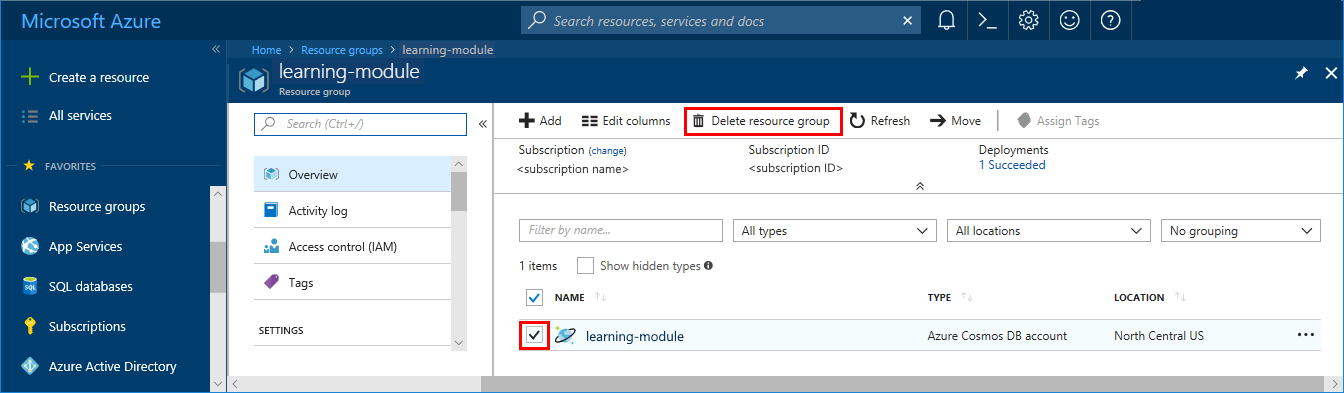 Microsoft Azure
Search resources, services and docs
Create a resource
All services
FAVORITES
Resource groups
App Services
SQL databases
Subscriptions
Azure Active Directory
Home > Resource groups > learning-module
learning-module
Resource group
Search (Ctrl+/)
Overview
Activity log
Access control (IAM)
Tags
SETTINGS
Add Edit columns Delete resource group Refresh Move Assign Tags
Subscription (change) Subscription ID Deployments
<subscription name> <subscription ID> 1 Succeeded
Filter by name... All types All locations No grouping
1 items Show hidden types
NAME TYPE LOCATION
learning-module Azure Cosmos DB account North Central US